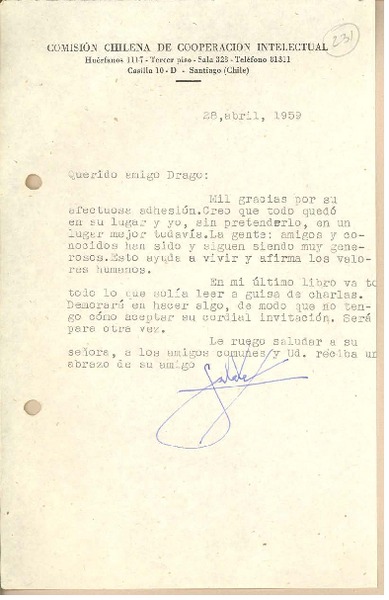 COMISIÓN CHILENA DE COOPERACION INTELECTUAL
Huérfanos 1117 - Tercer piso - Sala 328 - Teléfono 81311
Casilla 10 - D - Santiago (Chile)
231
28,abril, 1959
Querido amigo Drago:
Mil gracias por su
afectuosa adhesión.Creo que todo quedó
en su lugar y yo, sin pretenderlo, en un
lugar mejor todavía.La gente: amigos y co-
nocidos han sido y siguen siendo muy gene-
rosos.Esto ayuda a vivir y afirma los valo-
res humanos.
En mi último libro va to
todo lo que solía leer a guisa de charlas.
Demoraré en hacer algo, de modo que no ten-
go cómo aceptar su cordial invitación. Será
para otra vez.
Le ruego saludar a su
señora, a los amigos comunes y Ud. reciba un
abrazo de su amigo